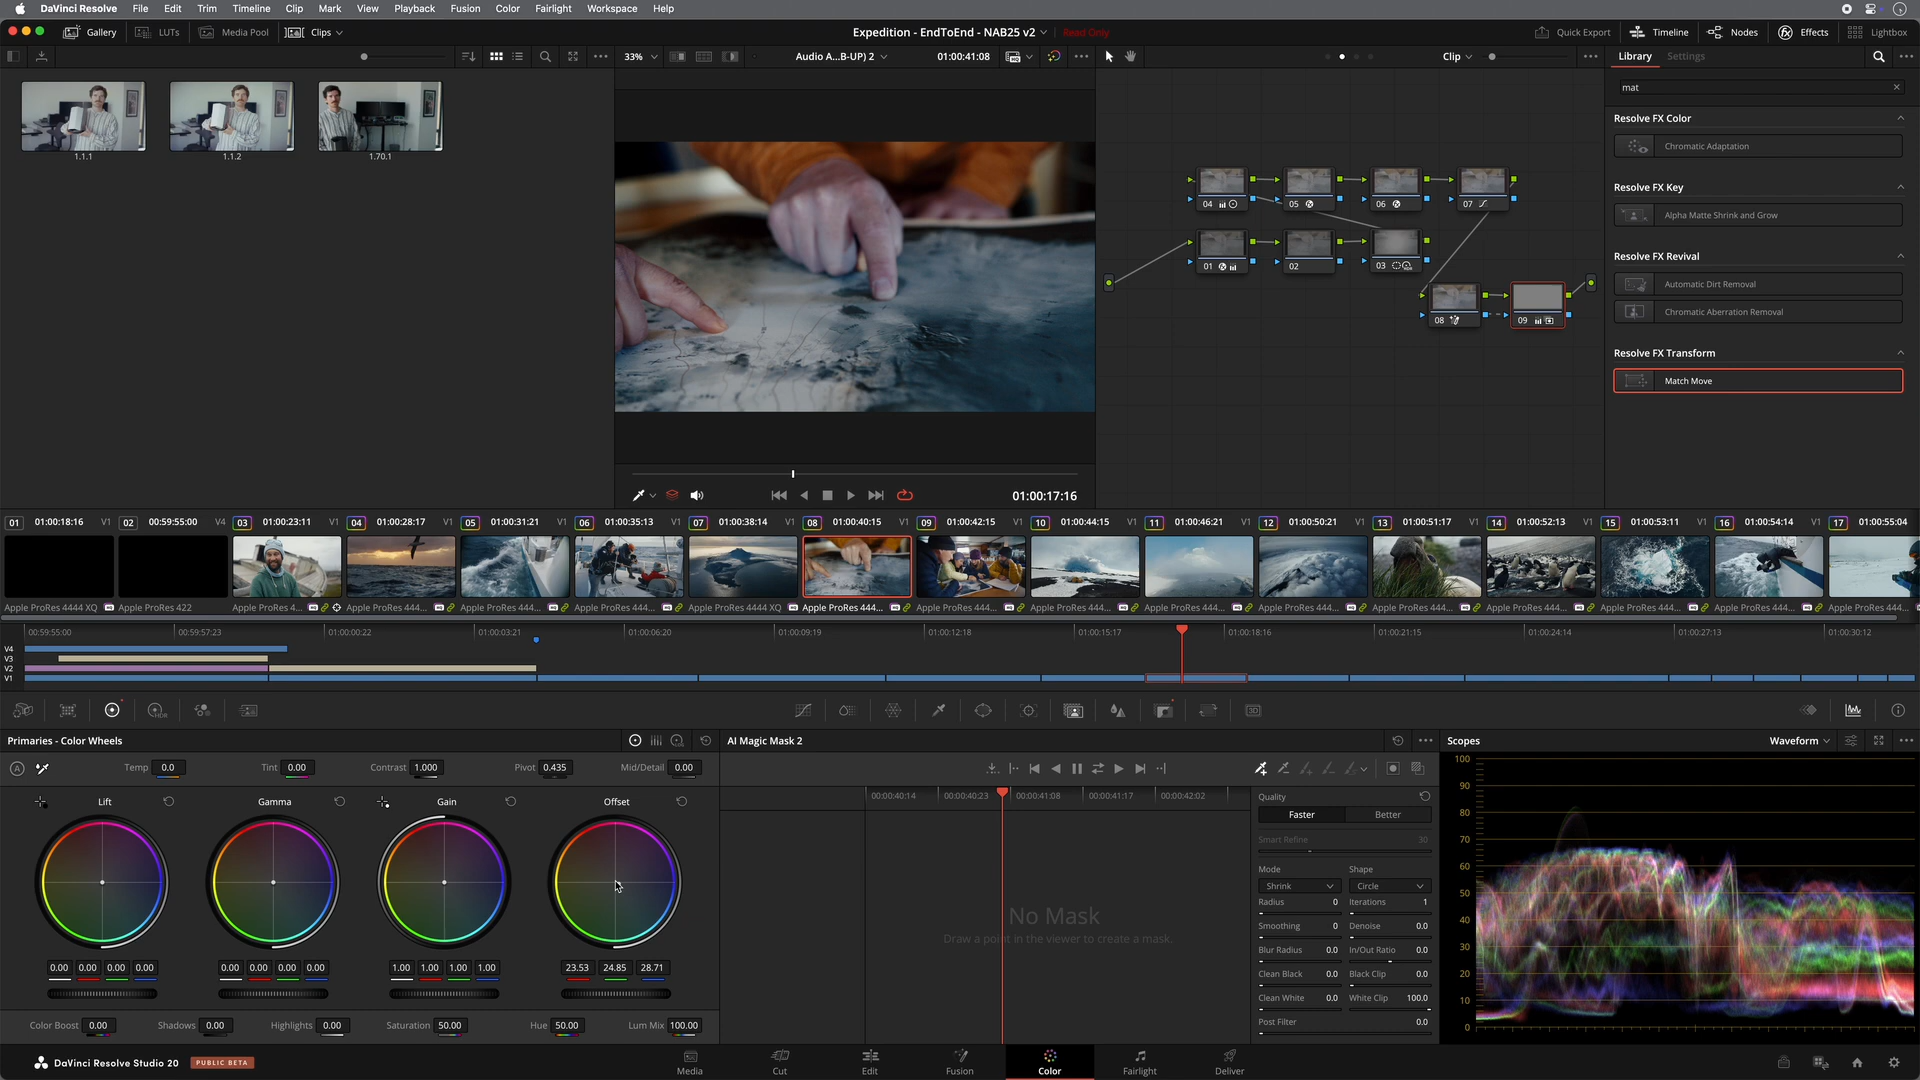 DaVinci Resolve File Edit Trim Timeline Clip Mark View Playback Fusion Color Fairlight Workspace Help
Gallery LUTs Media Pool Clips Expedition - EndToEnd - NAB25 v2 Read Only Quick Export Timeline Nodes Effects Lightbox
33% Audio A...B-UP) 2 01:00:41:08 Clip Library Settings
mat
Resolve FX Color
Chromatic Adaptation
1.1.1 1.1.2 1.70.1
Resolve FX Key
Alpha Matte Shrink and Grow
04 05 06 07
Resolve FX Revival
01 02 03
Automatic Dirt Removal
Chromatic Aberration Removal
08 09
Resolve FX Transform
Match Move
01:00:17:16
01 01:00:18:16 V1 02 00:59:55:00 V4 03 01:00:23:11 V1 04 01:00:28:17 V1 05 01:00:31:21 V1 06 01:00:35:13 V1 07 01:00:38:14 V1 08 01:00:40:15 V1 09 01:00:42:15 V1 10 01:00:44:15 V1 11 01:00:46:21 V1 12 01:00:50:21 V1 13 01:00:51:17 V1 14 01:00:52:13 V1 15 01:00:53:11 V1 16 01:00:54:14 V1 17 01:00:55:04
Apple ProRes 4444 XQ Apple ProRes 422 Apple ProRes 4... Apple ProRes 444... Apple ProRes 444... Apple ProRes 444... Apple ProRes 4444 XQ Apple ProRes 444... Apple ProRes 444... Apple ProRes 444... Apple ProRes 444... Apple ProRes 444... Apple ProRes 444... Apple ProRes 444... Apple ProRes 444... Apple ProRes 444... Apple ProRes 444...
00:59:55:00 00:59:57:23 01:00:00:22 01:00:03:21 01:00:06:20 01:00:09:19 01:00:12:18 01:00:15:17 01:00:18:16 01:00:21:15 01:00:24:14 01:00:27:13 01:00:30:12
V4
V3
V2
V1
Primaries - Color Wheels AI Magic Mask 2 Scopes Waveform
Temp 0.0 Tint 0.00 Contrast 1.000 Pivot 0.435 Mid/Detail 0.00
Lift Gamma Gain Offset
0.00 0.00 0.00 0.00 0.00 0.00 0.00 0.00 1.00 1.00 1.00 1.00 23.53 24.85 28.71
Color Boost 0.00 Shadows 0.00 Highlights 0.00 Saturation 50.00 Hue 50.00 Lum Mix 100.00
00:00:40:14 00:00:40:23 00:00:41:08 00:00:41:17 00:00:42:02
No Mask
Draw a point in the viewer to create a mask.
Quality
Faster Better
Smart Refine 30
Mode Shape
Shrink Circle
Radius 0 Iterations 1
Smoothing 0 Denoise 0.0
Blur Radius 0.0 In/Out Ratio 0.0
Clean Black 0.0 Black Clip 0.0
Clean White 0.0 White Clip 100.0
Post Filter 0.0
100
90
80
70
60
50
40
30
20
10
0
DaVinci Resolve Studio 20 PUBLIC BETA
Media Cut Edit Fusion Color Fairlight Deliver